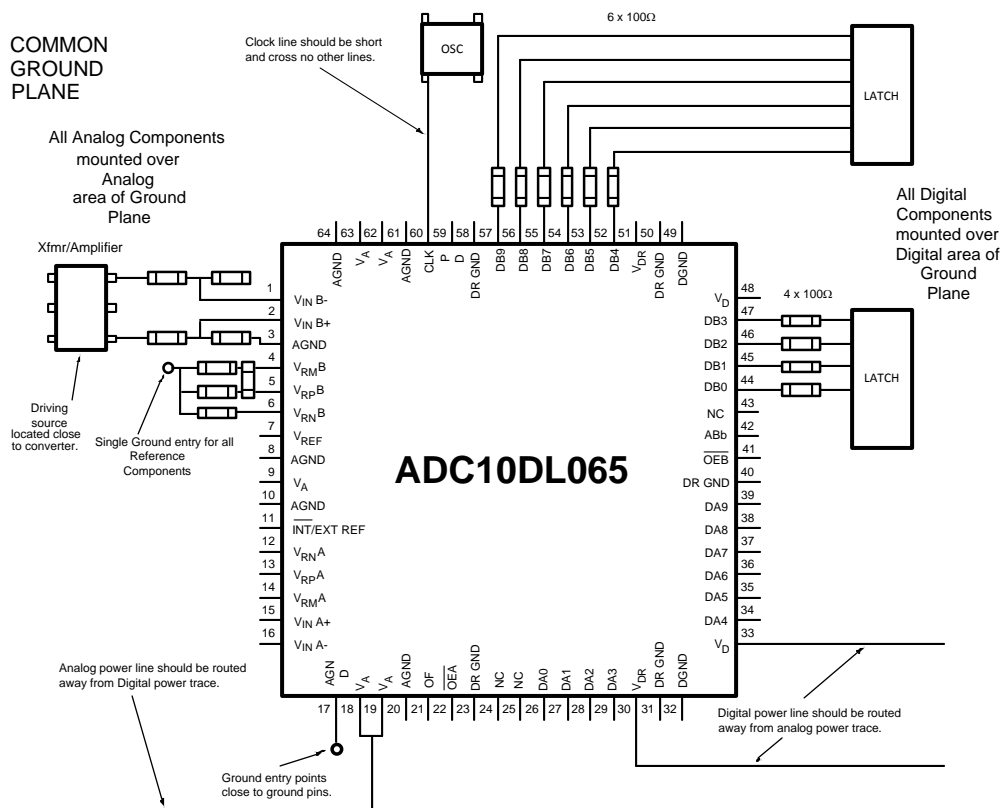 COMMON
GROUND
PLANE
Clock line should be short
and cross no other lines.
OSC
6 x 100Ω
LATCH
All Analog Components
mounted over
Analog
area of Ground
Plane
All Digital
Components
mounted over
Digital area of
Ground
Plane
Xfmr/Amplifier
Driving
source
located close
to converter.
Single Ground entry for all
Reference
Components
64 63 62 61 60 59 58 57 56 55 54 53 52 51 50 49
AGND
VA
VA
AGND
CLK
P
D
DR GND
DB9
DB8
DB7
DB6
DB5
DB4
VDR
DR GND
DGND
1 VIN B-
2 VIN B+
3 AGND
4 VRMB
5 VRPB
6 VRNB
7 VREF
8 AGND
9 VA
10 AGND
11 INT/EXT REF
12 VRNA
13 VRPA
14 VRMA
15 VIN A+
16 VIN A-
ADC10DL065
VD 48
4 x 100Ω
DB3 47
DB2 46
DB1 45
DB0 44
LATCH
NC 43
ABb 42
OEB 41
DR GND 40
DA9 39
DA8 38
DA7 37
DA6 36
DA5 35
DA4 34
VD 33
AGN
D
VA
VA
AGND
OF
OEA
DR GND
NC
NC
DA0
DA1
DA2
DA3
VDR
DR GND
DGND
17 18 19 20 21 22 23 24 25 26 27 28 29 30 31 32
Analog power line should be routed
away from Digital power trace.
Ground entry points
close to ground pins.
Digital power line should be routed
away from analog power trace.